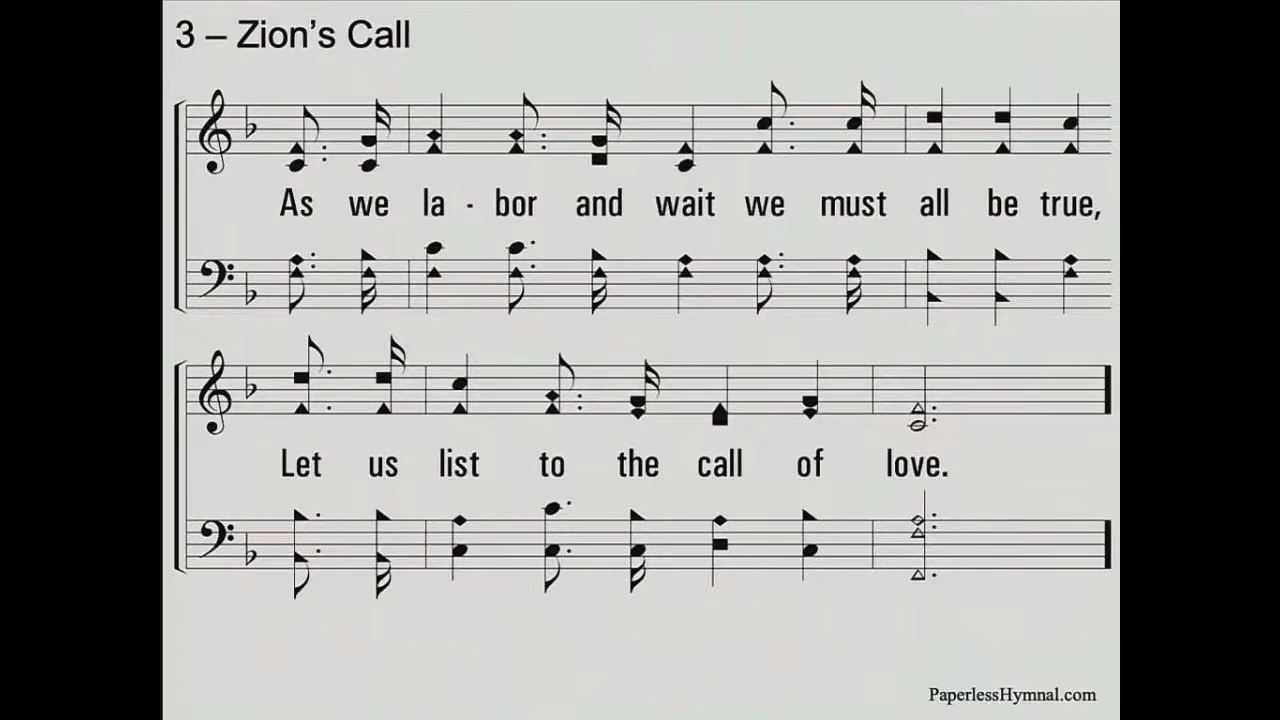 3 – Zion's Call
As we la - bor and wait we must all be true,
Let us list to the call of love.
PaperlessHymnal.com